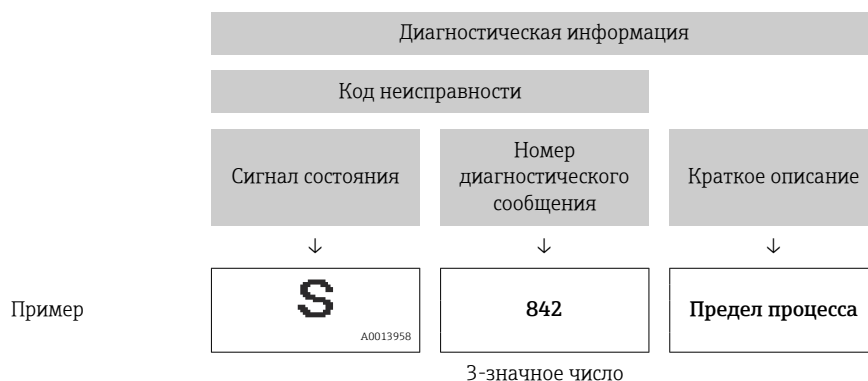 Диагностическая информация
Код неисправности
Сигнал состояния
Номер
диагностического
сообщения
Краткое описание
↓ ↓ ↓
Пример
S
A0013958
842
Предел процесса
3-значное число